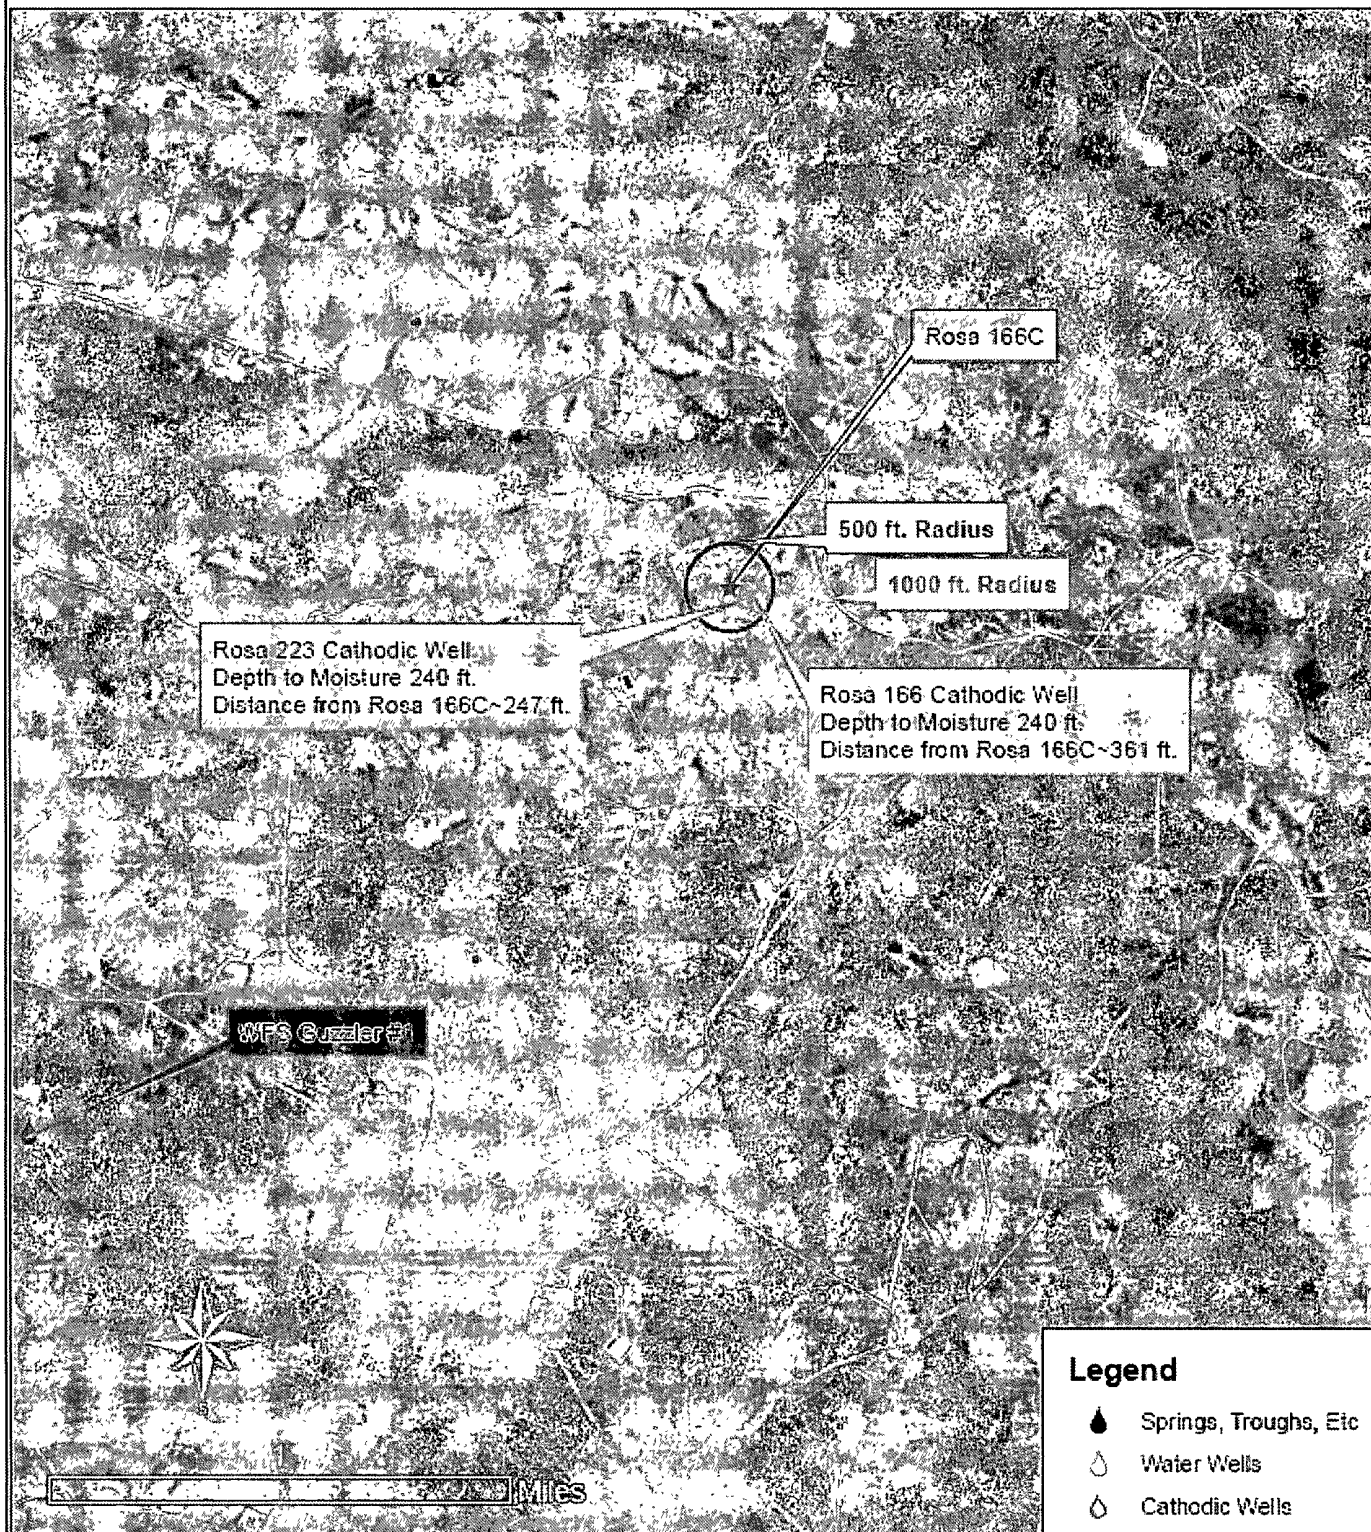 Rosa 166C
500 ft. Radius
1000 ft. Radius
Rosa 223 Cathodic Well
Depth to Moisture 240 ft.
Distance from Rosa 166C~247 ft.
Rosa 166 Cathodic Well
Depth to Moisture 240 ft.
Distance from Rosa 166C~361 ft.
WFS Guzzler #1
S
Miles
Legend
Springs, Troughs, Etc
Water Wells
Cathodic Wells